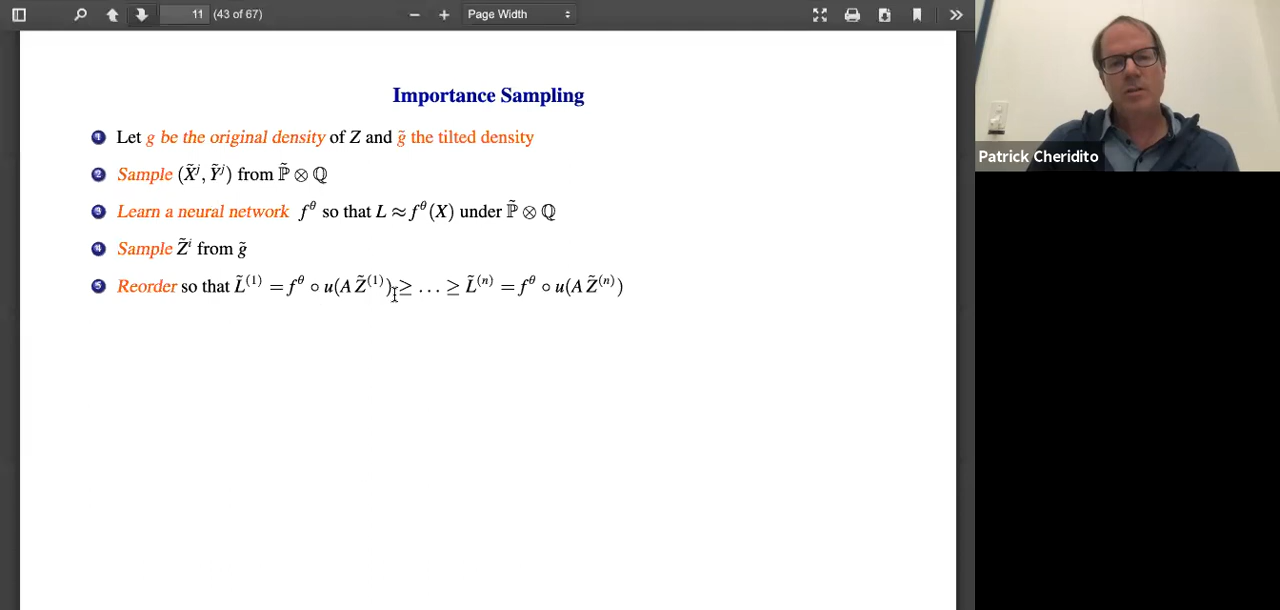 11 (43 of 67)
Page Width
Importance Sampling
1 Let g be the original density of Z and g̃ the tilted density
2 Sample (X̃ʲ, Ỹʲ) from ℙ̃ ⊗ ℚ
3 Learn a neural network f^θ so that L ≈ f^θ(X) under ℙ̃ ⊗ ℚ
4 Sample Z̃ⁱ from g̃
5 Reorder so that L̃⁽¹⁾ = f^θ ∘ u(A Z̃⁽¹⁾) ≥ … ≥ L̃⁽ⁿ⁾ = f^θ ∘ u(A Z̃⁽ⁿ⁾)
Patrick Cheridito